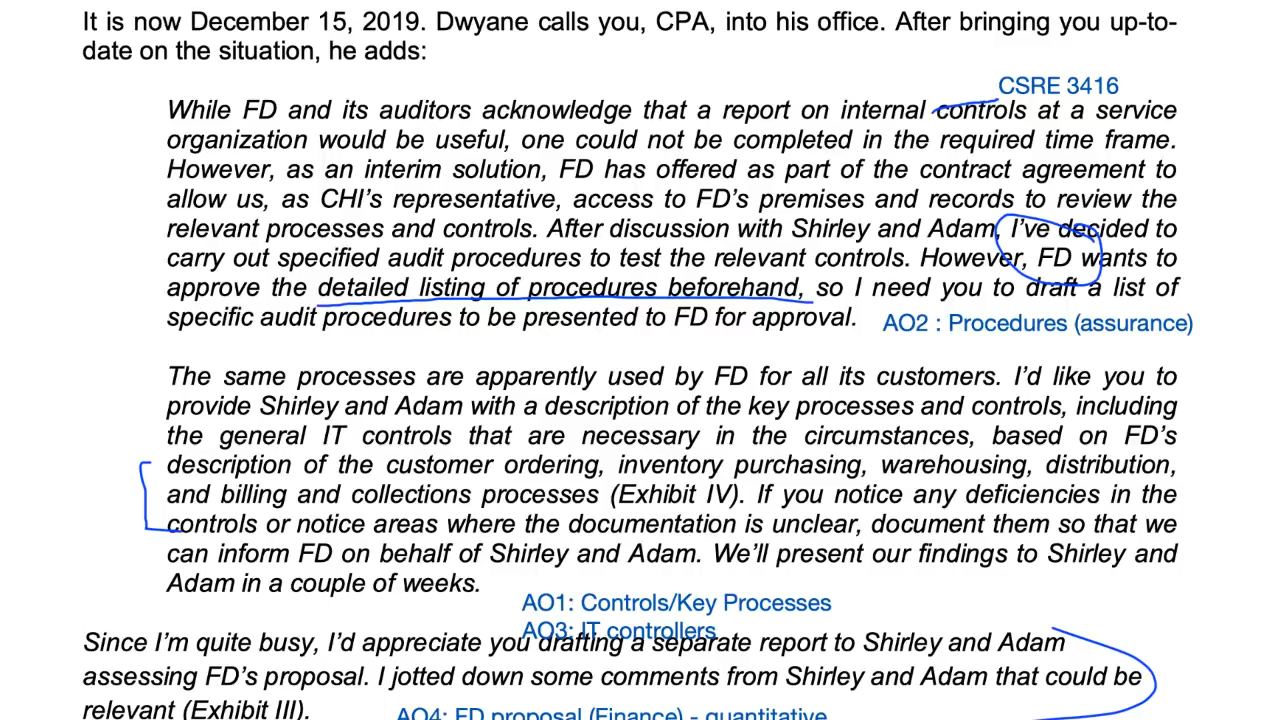 It is now December 15, 2019. Dwyane calls you, CPA, into his office. After bringing you up-to-
date on the situation, he adds:
CSRE 3416
While FD and its auditors acknowledge that a report on internal controls at a service
organization would be useful, one could not be completed in the required time frame.
However, as an interim solution, FD has offered as part of the contract agreement to
allow us, as CHI's representative, access to FD's premises and records to review the
relevant processes and controls. After discussion with Shirley and Adam, I've decided to
carry out specified audit procedures to test the relevant controls. However, FD wants to
approve the detailed listing of procedures beforehand, so I need you to draft a list of
specific audit procedures to be presented to FD for approval.
AO2 : Procedures (assurance)
The same processes are apparently used by FD for all its customers. I'd like you to
provide Shirley and Adam with a description of the key processes and controls, including
the general IT controls that are necessary in the circumstances, based on FD's
description of the customer ordering, inventory purchasing, warehousing, distribution,
and billing and collections processes (Exhibit IV). If you notice any deficiencies in the
controls or notice areas where the documentation is unclear, document them so that we
can inform FD on behalf of Shirley and Adam. We'll present our findings to Shirley and
Adam in a couple of weeks.
AO1: Controls/Key Processes
AO3: IT controllers
Since I'm quite busy, I'd appreciate you drafting a separate report to Shirley and Adam
assessing FD's proposal. I jotted down some comments from Shirley and Adam that could be
relevant (Exhibit III).
AO4: FD proposal (Finance) - quantitative